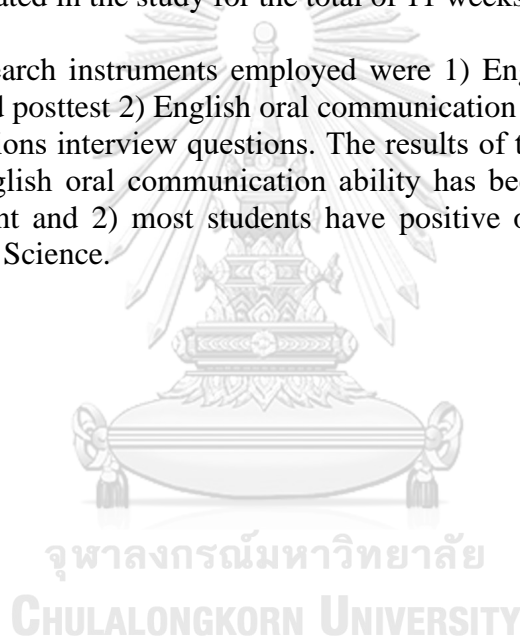 ated in the study for the total of 11 weeks
earch instruments employed were 1) Eng
d posttest 2) English oral communication
ions interview questions. The results of t
glish oral communication ability has bee
nt and 2) most students have positive o
Science.
จุฬาลงกรณ์มหาวิทยาลัย
CHULALONGKORN UNIVERSITY